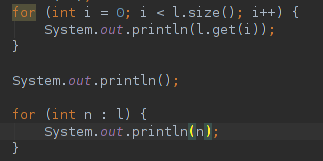 for (int i = 0; i < l.size(); i++) {
    System.out.println(l.get(i));
}
System.out.println();
for (int n : l) {
    System.out.println(n);
}